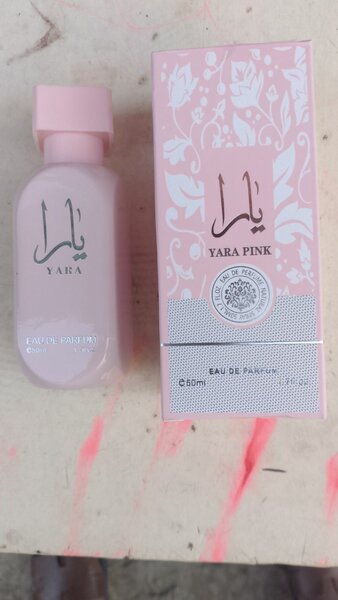 يارا
YARA
EAU DE PARFUM
℮50ml
يارا
YARA PINK
EAU DE PARFUM
℮50ml